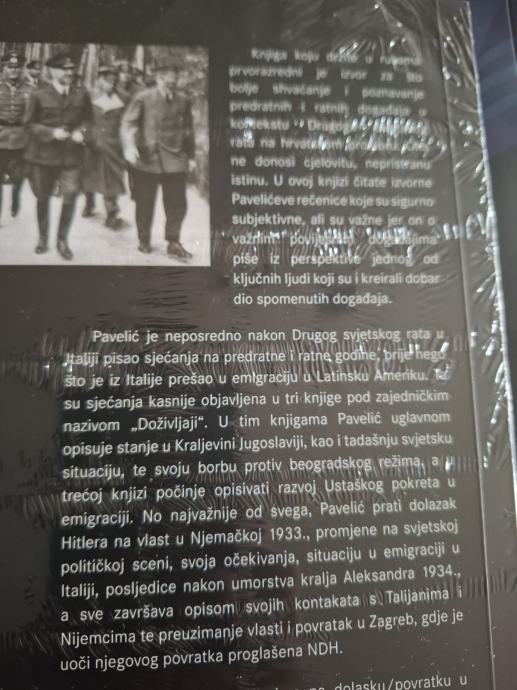 Knjiga koju držite u rukama
prvorazredni je izvor za što
bolje shvaćanje i poznavanje
predratnih i ratnih događaja u
kontekstu Drugog
rata na
ne donosi cjelovitu, nepristranu
istinu. U ovoj knjizi čitate izvorne
Pavelićeve rečenice koje su sigurno
subjektivne, ali su važne jer on o
važnim povijesnim događajima
piše iz perspektive jednog od
ključnih ljudi koji su i kreirali dobar
dio spomenutih događaja.
Pavelić je neposredno nakon Drugog svjetskog rata u
Italiji pisao sjećanja na predratne i ratne godine, prije nego
što je iz Italije prešao u emigraciju u Latinsku Ameriku. Ta
su sjećanja kasnije objavljena u tri knjige pod zajedničkim
nazivom „Doživljaji“. U tim knjigama Pavelić uglavnom
opisuje stanje u Kraljevini Jugoslaviji, kao i tadašnju svjetsku
situaciju, te svoju borbu protiv beogradskog režima, a u
trećoj knjizi počinje opisivati razvoj Ustaškog pokreta u
emigraciji. No najvažnije od svega, Pavelić prati dolazak
Hitlera na vlast u Njemačkoj 1933., promjene na svjetskoj
političkoj sceni, svoja očekivanja, situaciju u emigraciji u
Italiji, posljedice nakon umorstva kralja Aleksandra 1934.,
a sve završava opisom svojih kontakata s Talijanima i
Nijemcima te preuzimanje vlasti i povratak u Zagreb, gdje je
uoči njegovog povratka proglašena NDH.
dolasku/povratku u